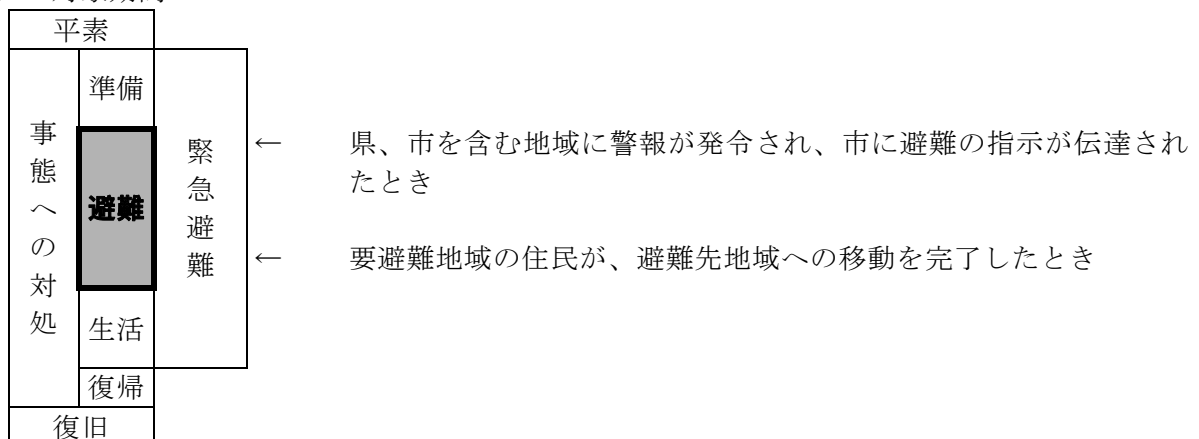 平素
準備
事態への対処
避難
緊急避難
← 県、市を含む地域に警報が発令され、市に避難の指示が伝達され
たとき
← 要避難地域の住民が、避難先地域への移動を完了したとき
生活
復帰
復旧